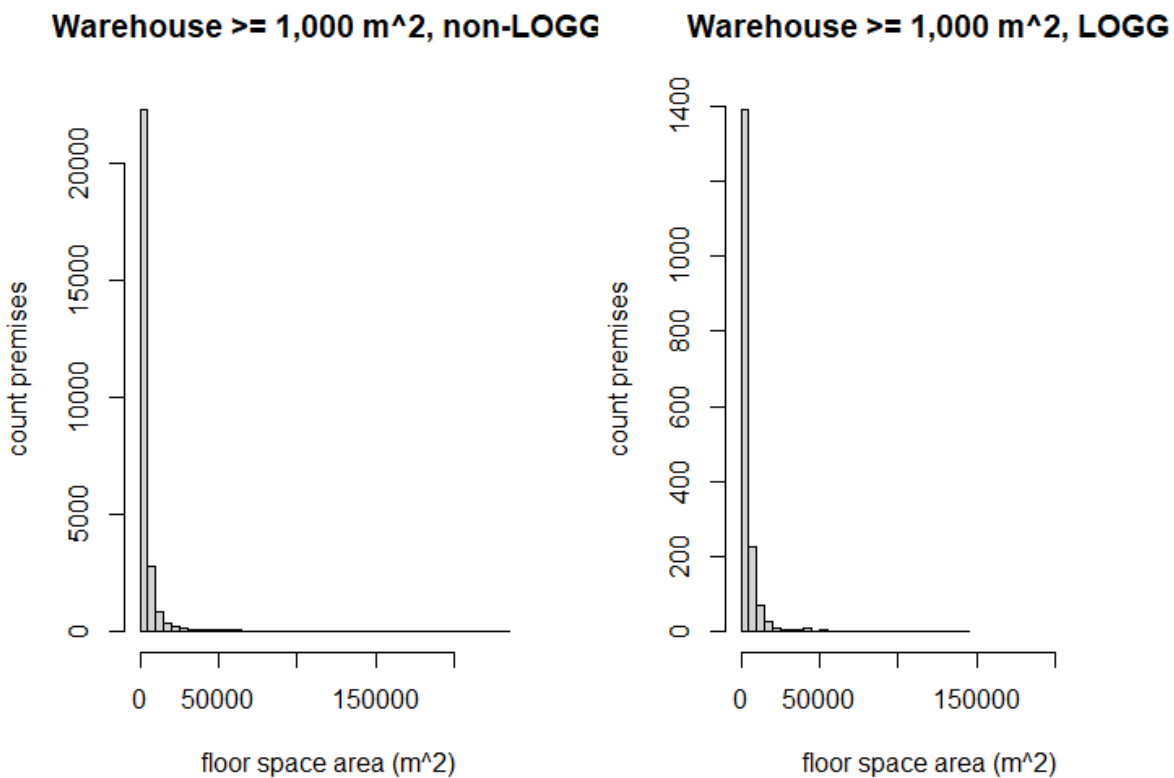 Warehouse >= 1,000 m^2, non-LOGG
count premises
20000
15000
10000
5000
0
0 50000 150000
floor space area (m^2)
Warehouse >= 1,000 m^2, LOGG
count premises
1400
1000
800
600
400
200
0
0 50000 150000
floor space area (m^2)